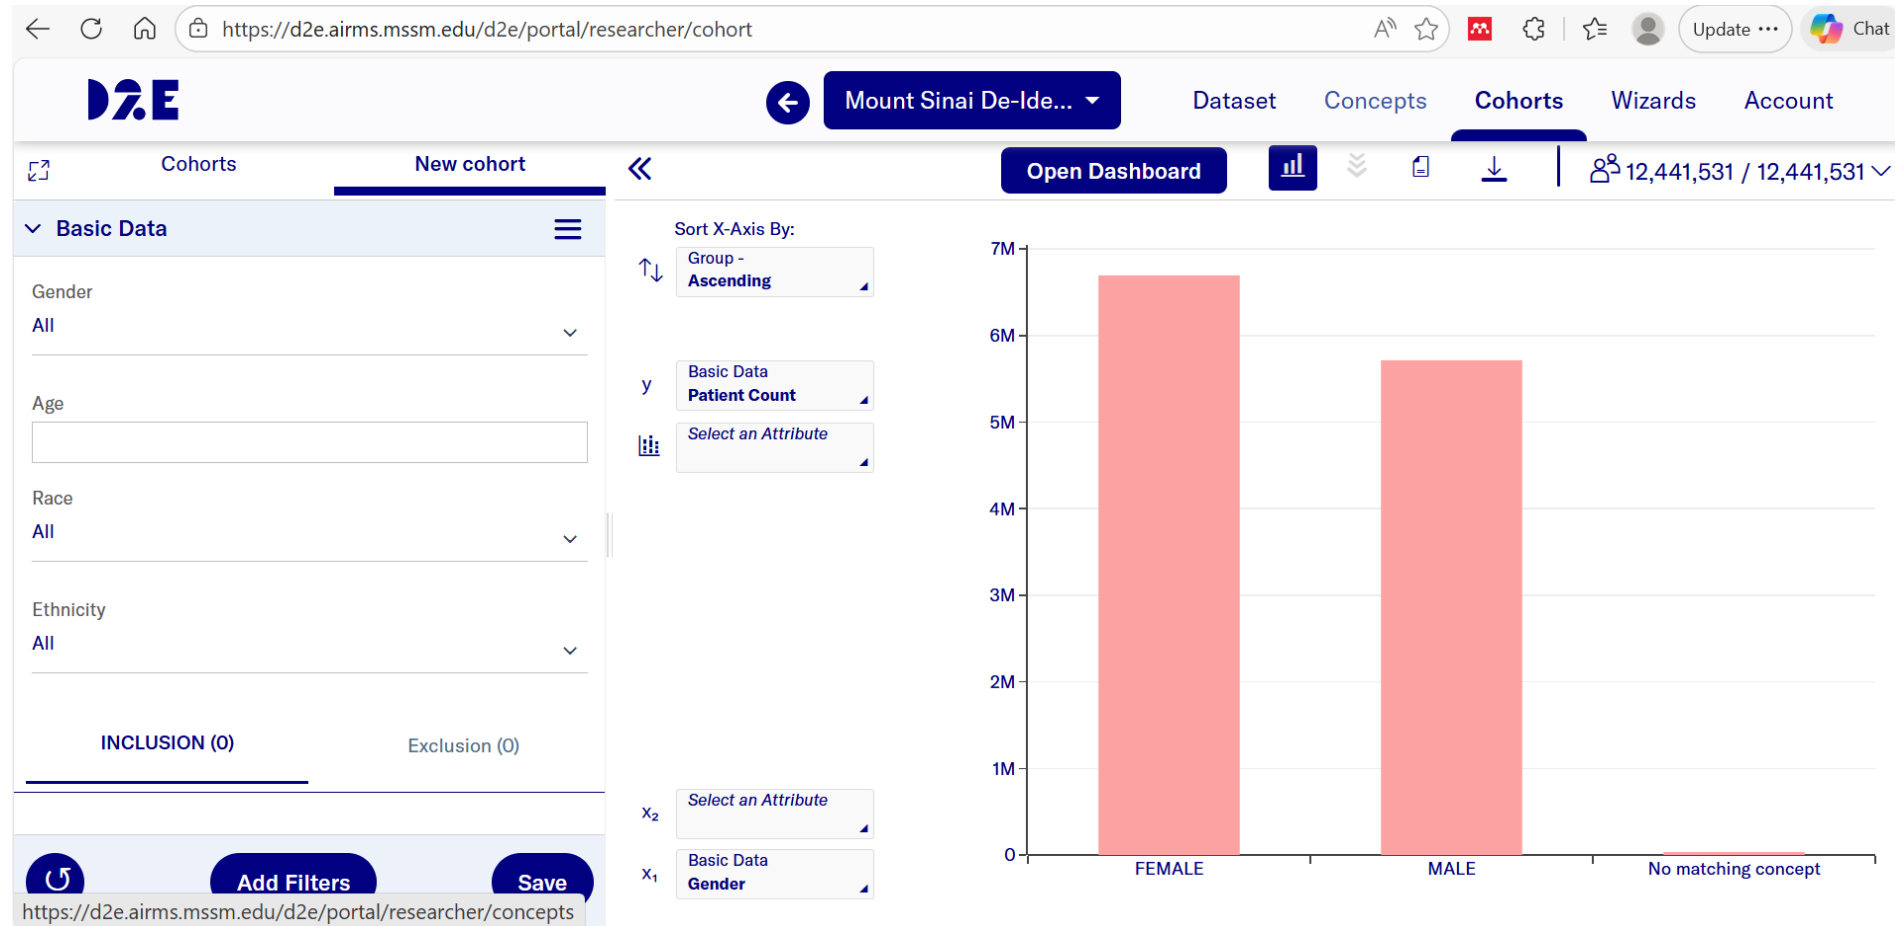 https://d2e.airms.mssm.edu/d2e/portal/researcher/cohort
Update
Chat
D2E
Mount Sinai De-Ide...
Dataset
Concepts
Cohorts
Wizards
Account
Cohorts
New cohort
Open Dashboard
12,441,531 / 12,441,531
Basic Data
Gender
All
Age
Race
All
Ethnicity
All
INCLUSION (0)
Exclusion (0)
Add Filters
Save
https://d2e.airms.mssm.edu/d2e/portal/researcher/concepts
Sort X-Axis By:
Group -
Ascending
y
Basic Data
Patient Count
Select an Attribute
x₂
Select an Attribute
x₁
Basic Data
Gender
7M
6M
5M
4M
3M
2M
1M
0
FEMALE
MALE
No matching concept